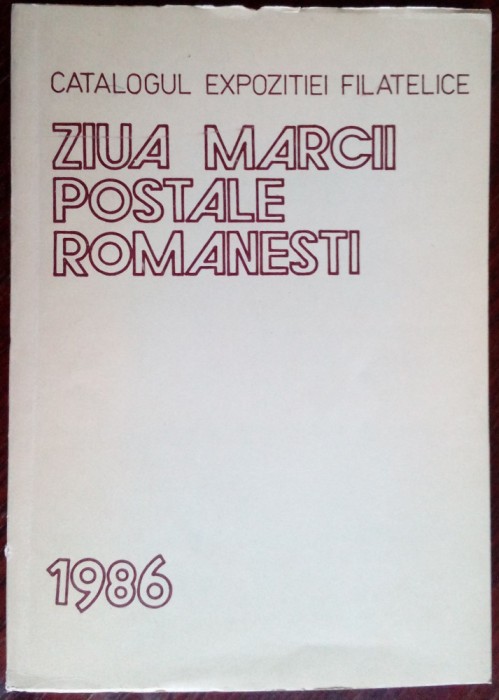 CATALOGUL EXPOZITIEI FILATELICE
ZIUA MARCII
POSTALE
ROMANESTI
1986